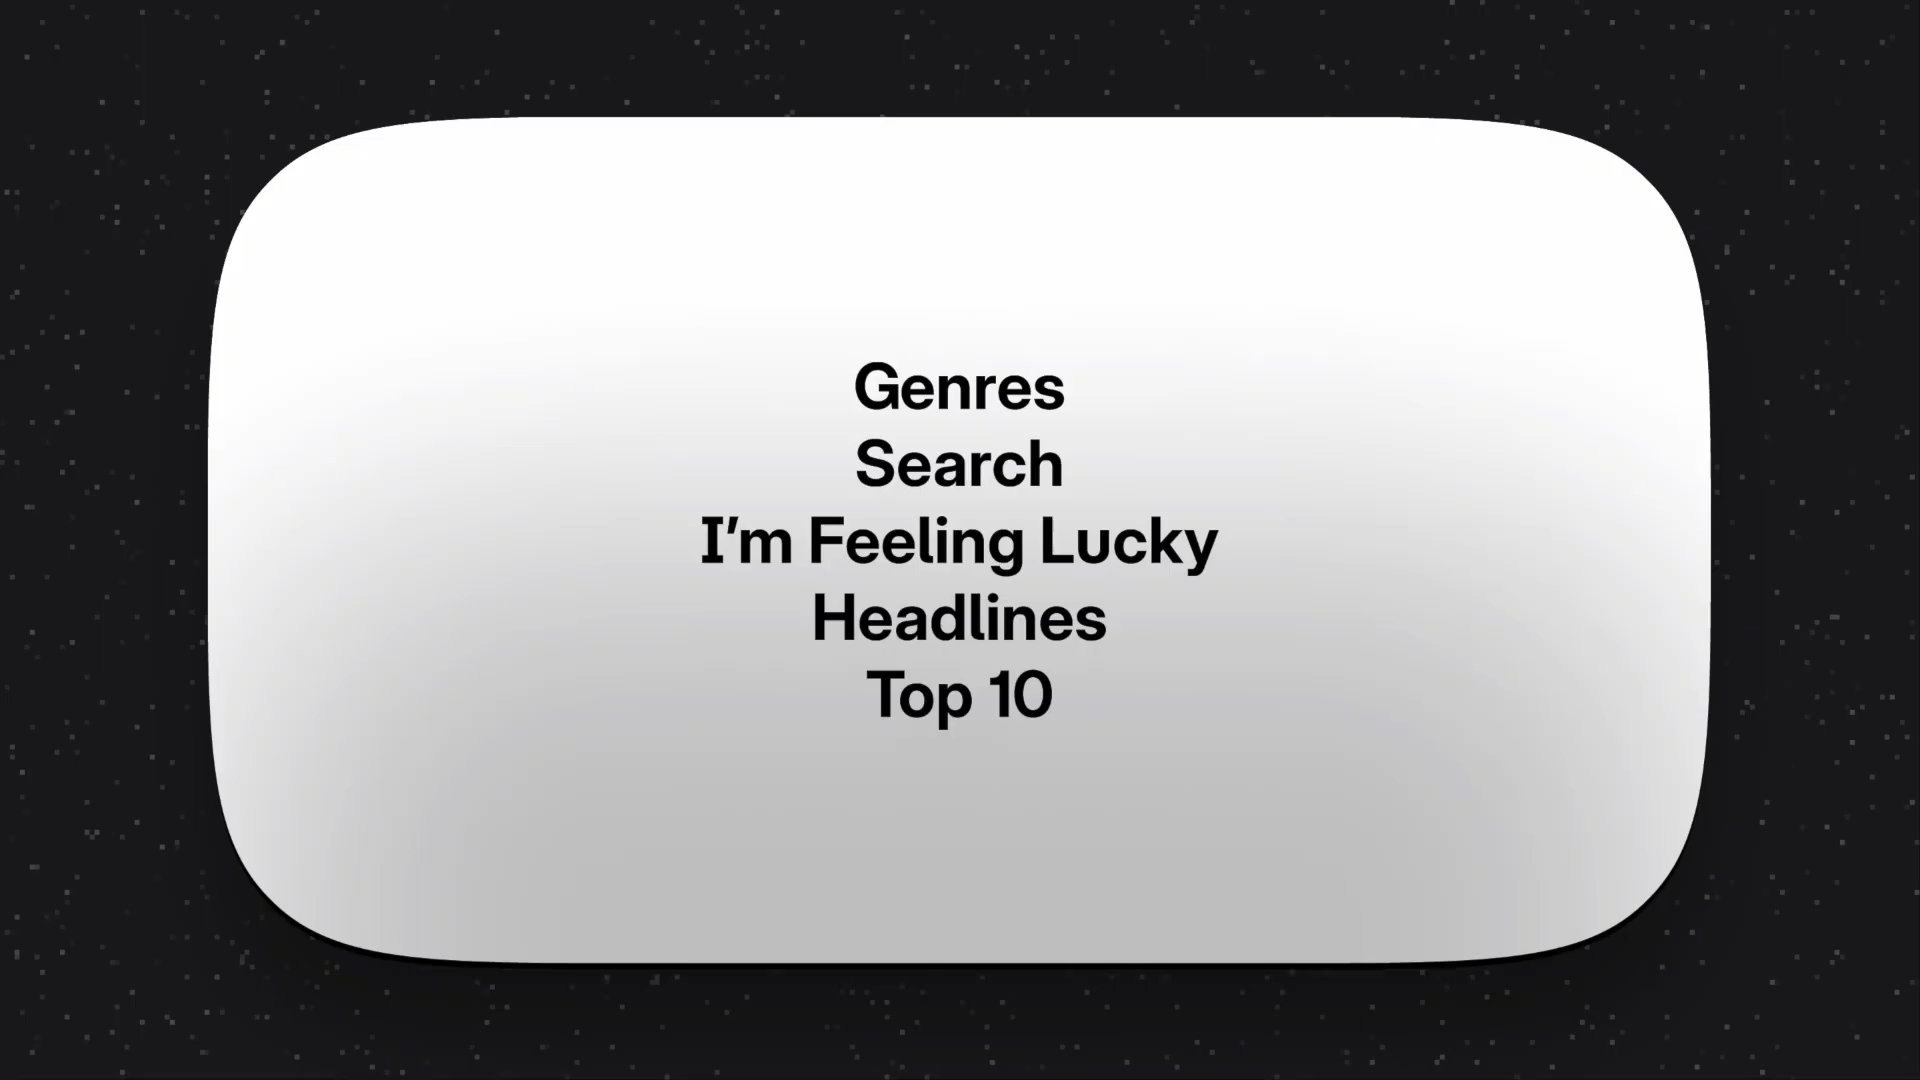 Genres
Search
I’m Feeling Lucky
Headlines
Top 10